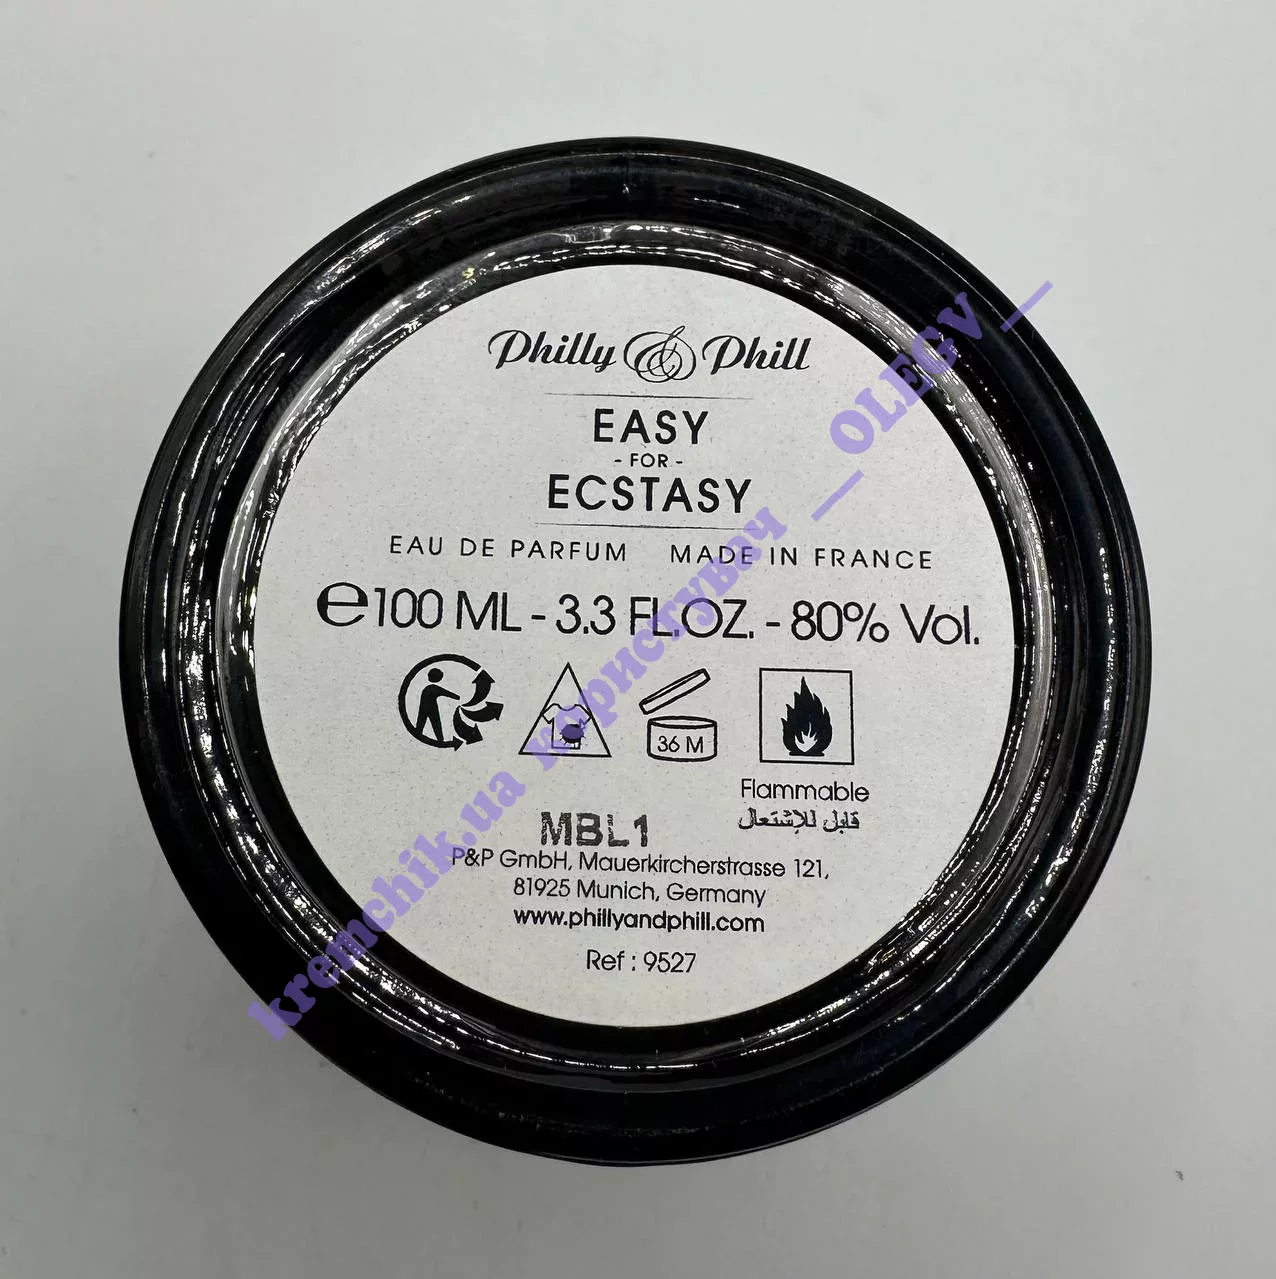 Philly & Phill
EASY
- FOR -
ECSTASY
EAU DE PARFUM MADE IN FRANCE
℮100 ML - 3.3 FL.OZ. - 80% Vol.
36 M
Flammable
قابل للإشتعال
MBL1
P&P GmbH, Mauerkircherstrasse 121,
81925 Munich, Germany
www.phillyandphill.com
Ref : 9527
kremchik.ua користувач __OLEGV__